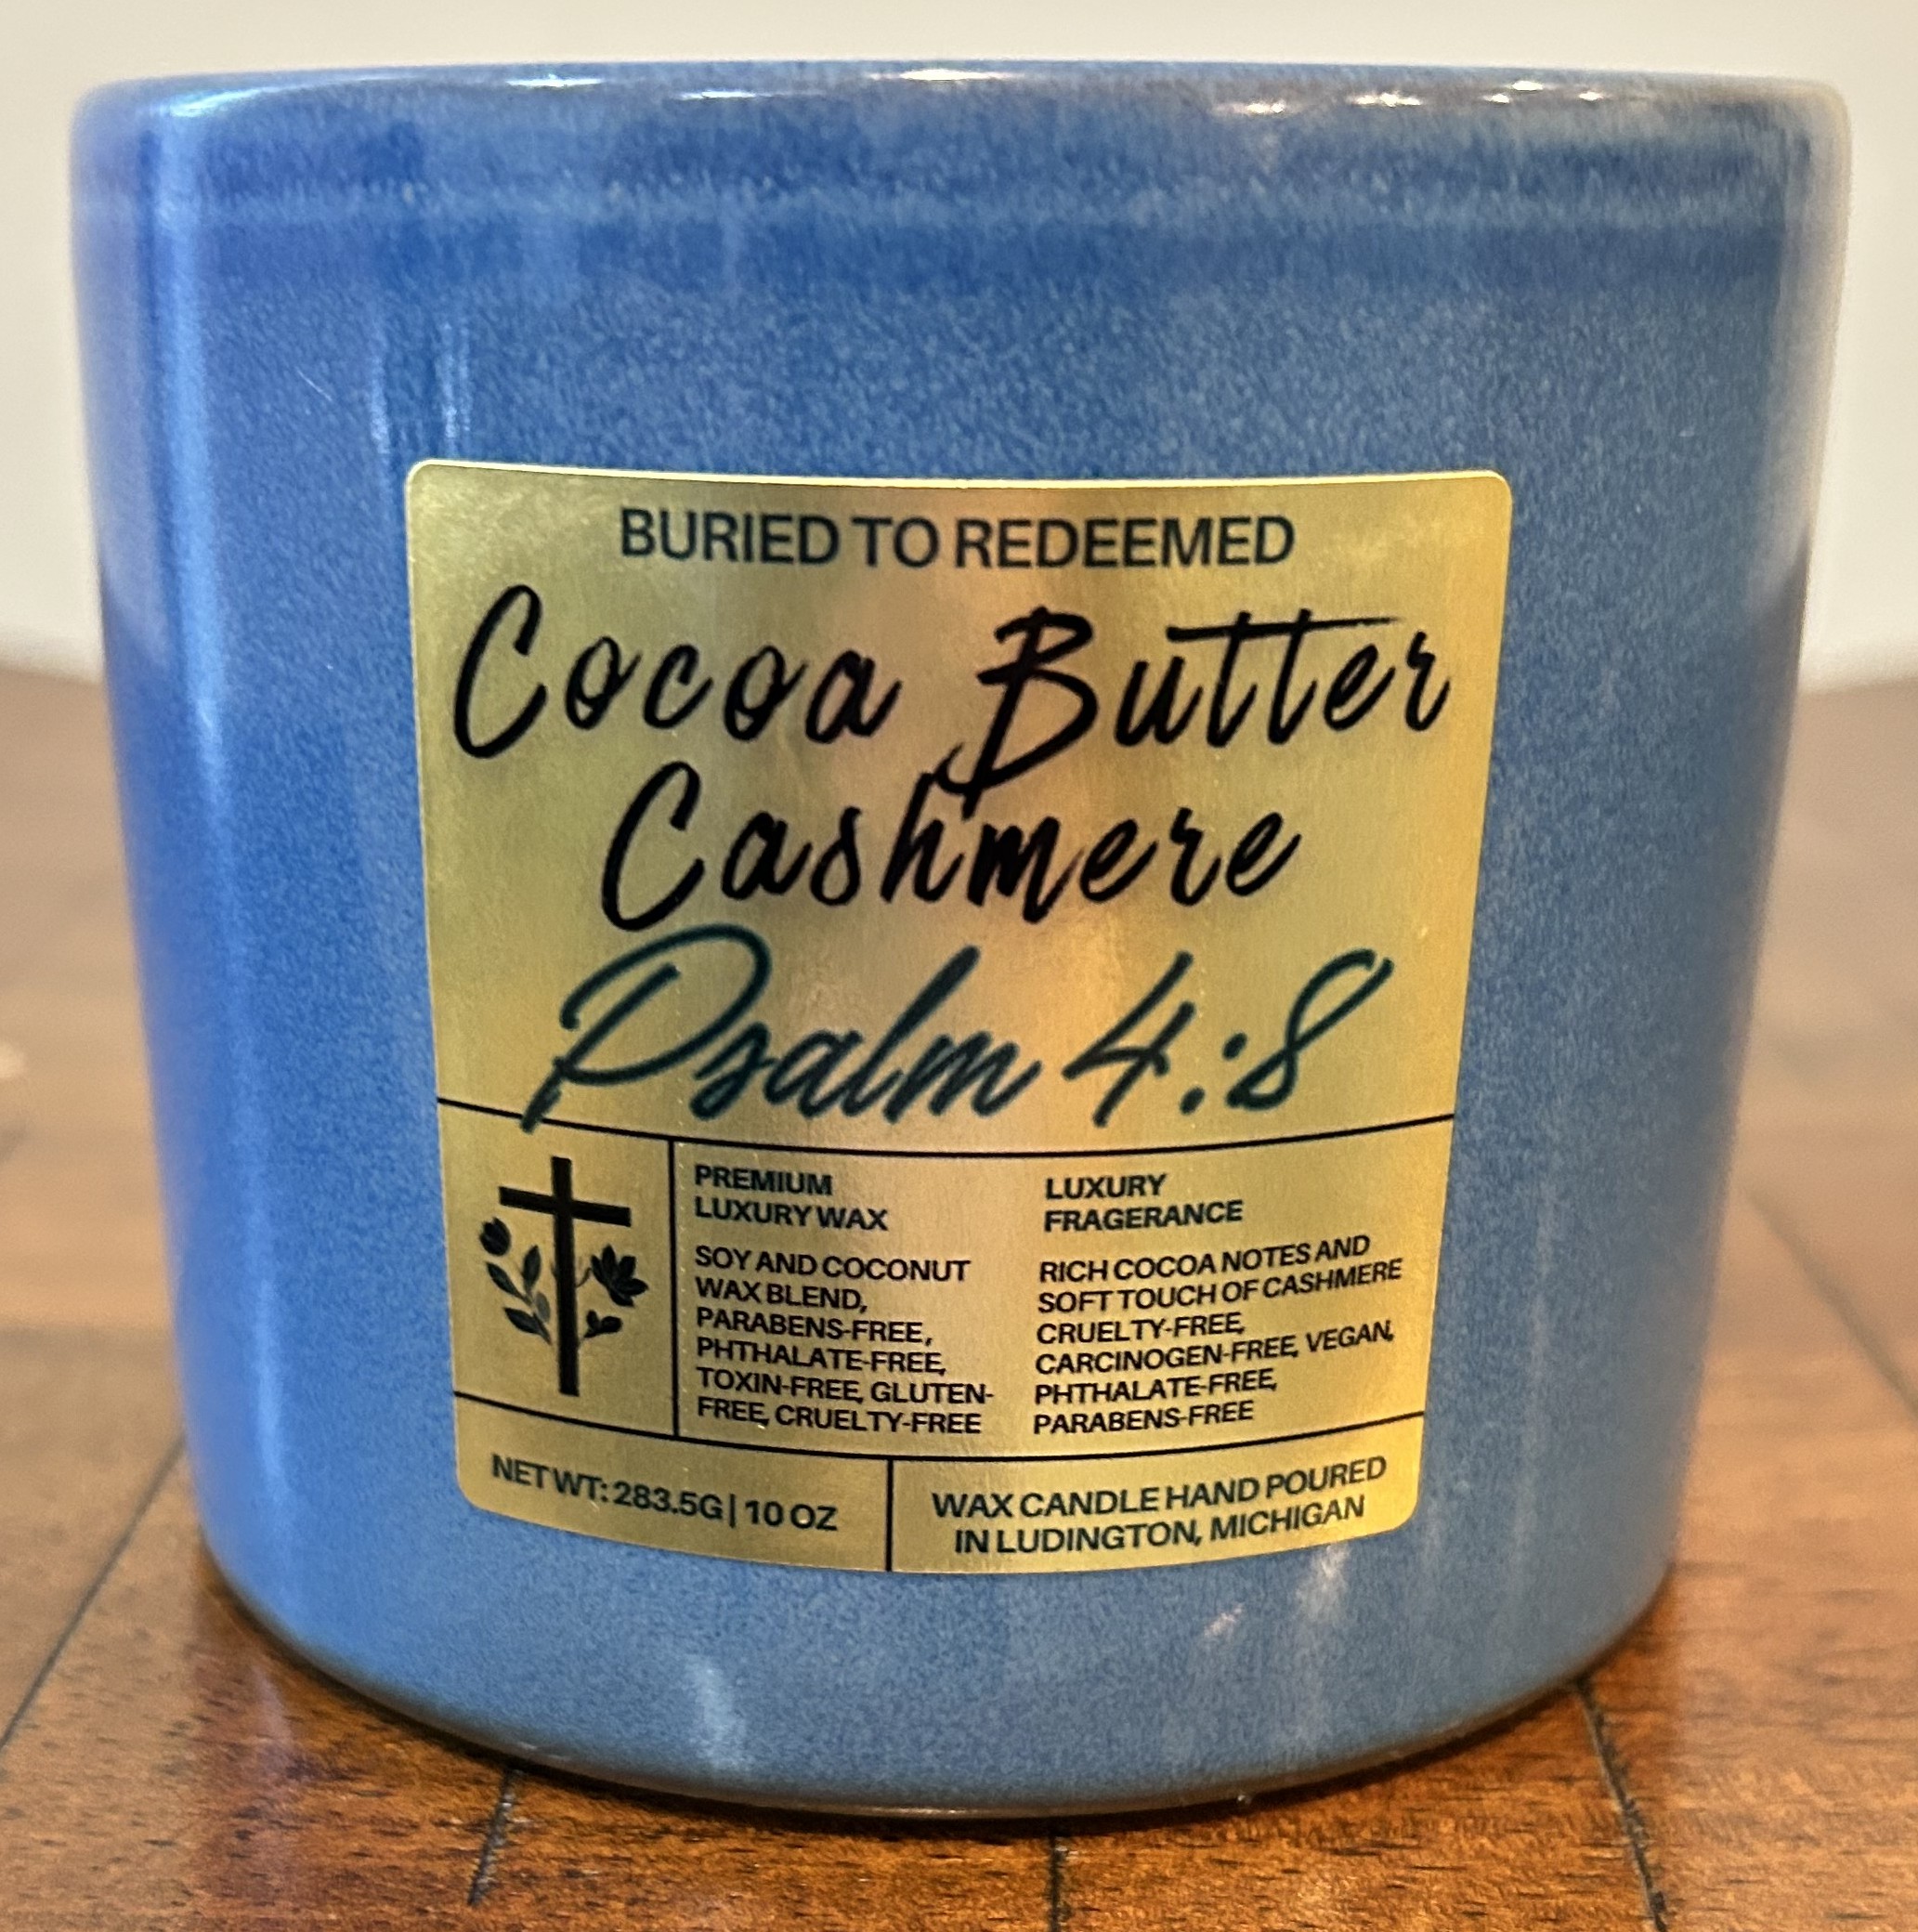 BURIED TO REDEEMED
Cocoa Butter
Cashmere
Psalm 4:8
PREMIUM
LUXURY WAX
SOY AND COCONUT
WAX BLEND,
PARABENS-FREE,
PHTHALATE-FREE,
TOXIN-FREE, GLUTEN-
FREE, CRUELTY-FREE
LUXURY
FRAGERANCE
RICH COCOA NOTES AND
SOFT TOUCH OF CASHMERE
CRUELTY-FREE,
CARCINOGEN-FREE, VEGAN,
PHTHALATE-FREE,
PARABENS-FREE
NET WT: 283.5G | 10 OZ
WAX CANDLE HAND POURED
IN LUDINGTON, MICHIGAN